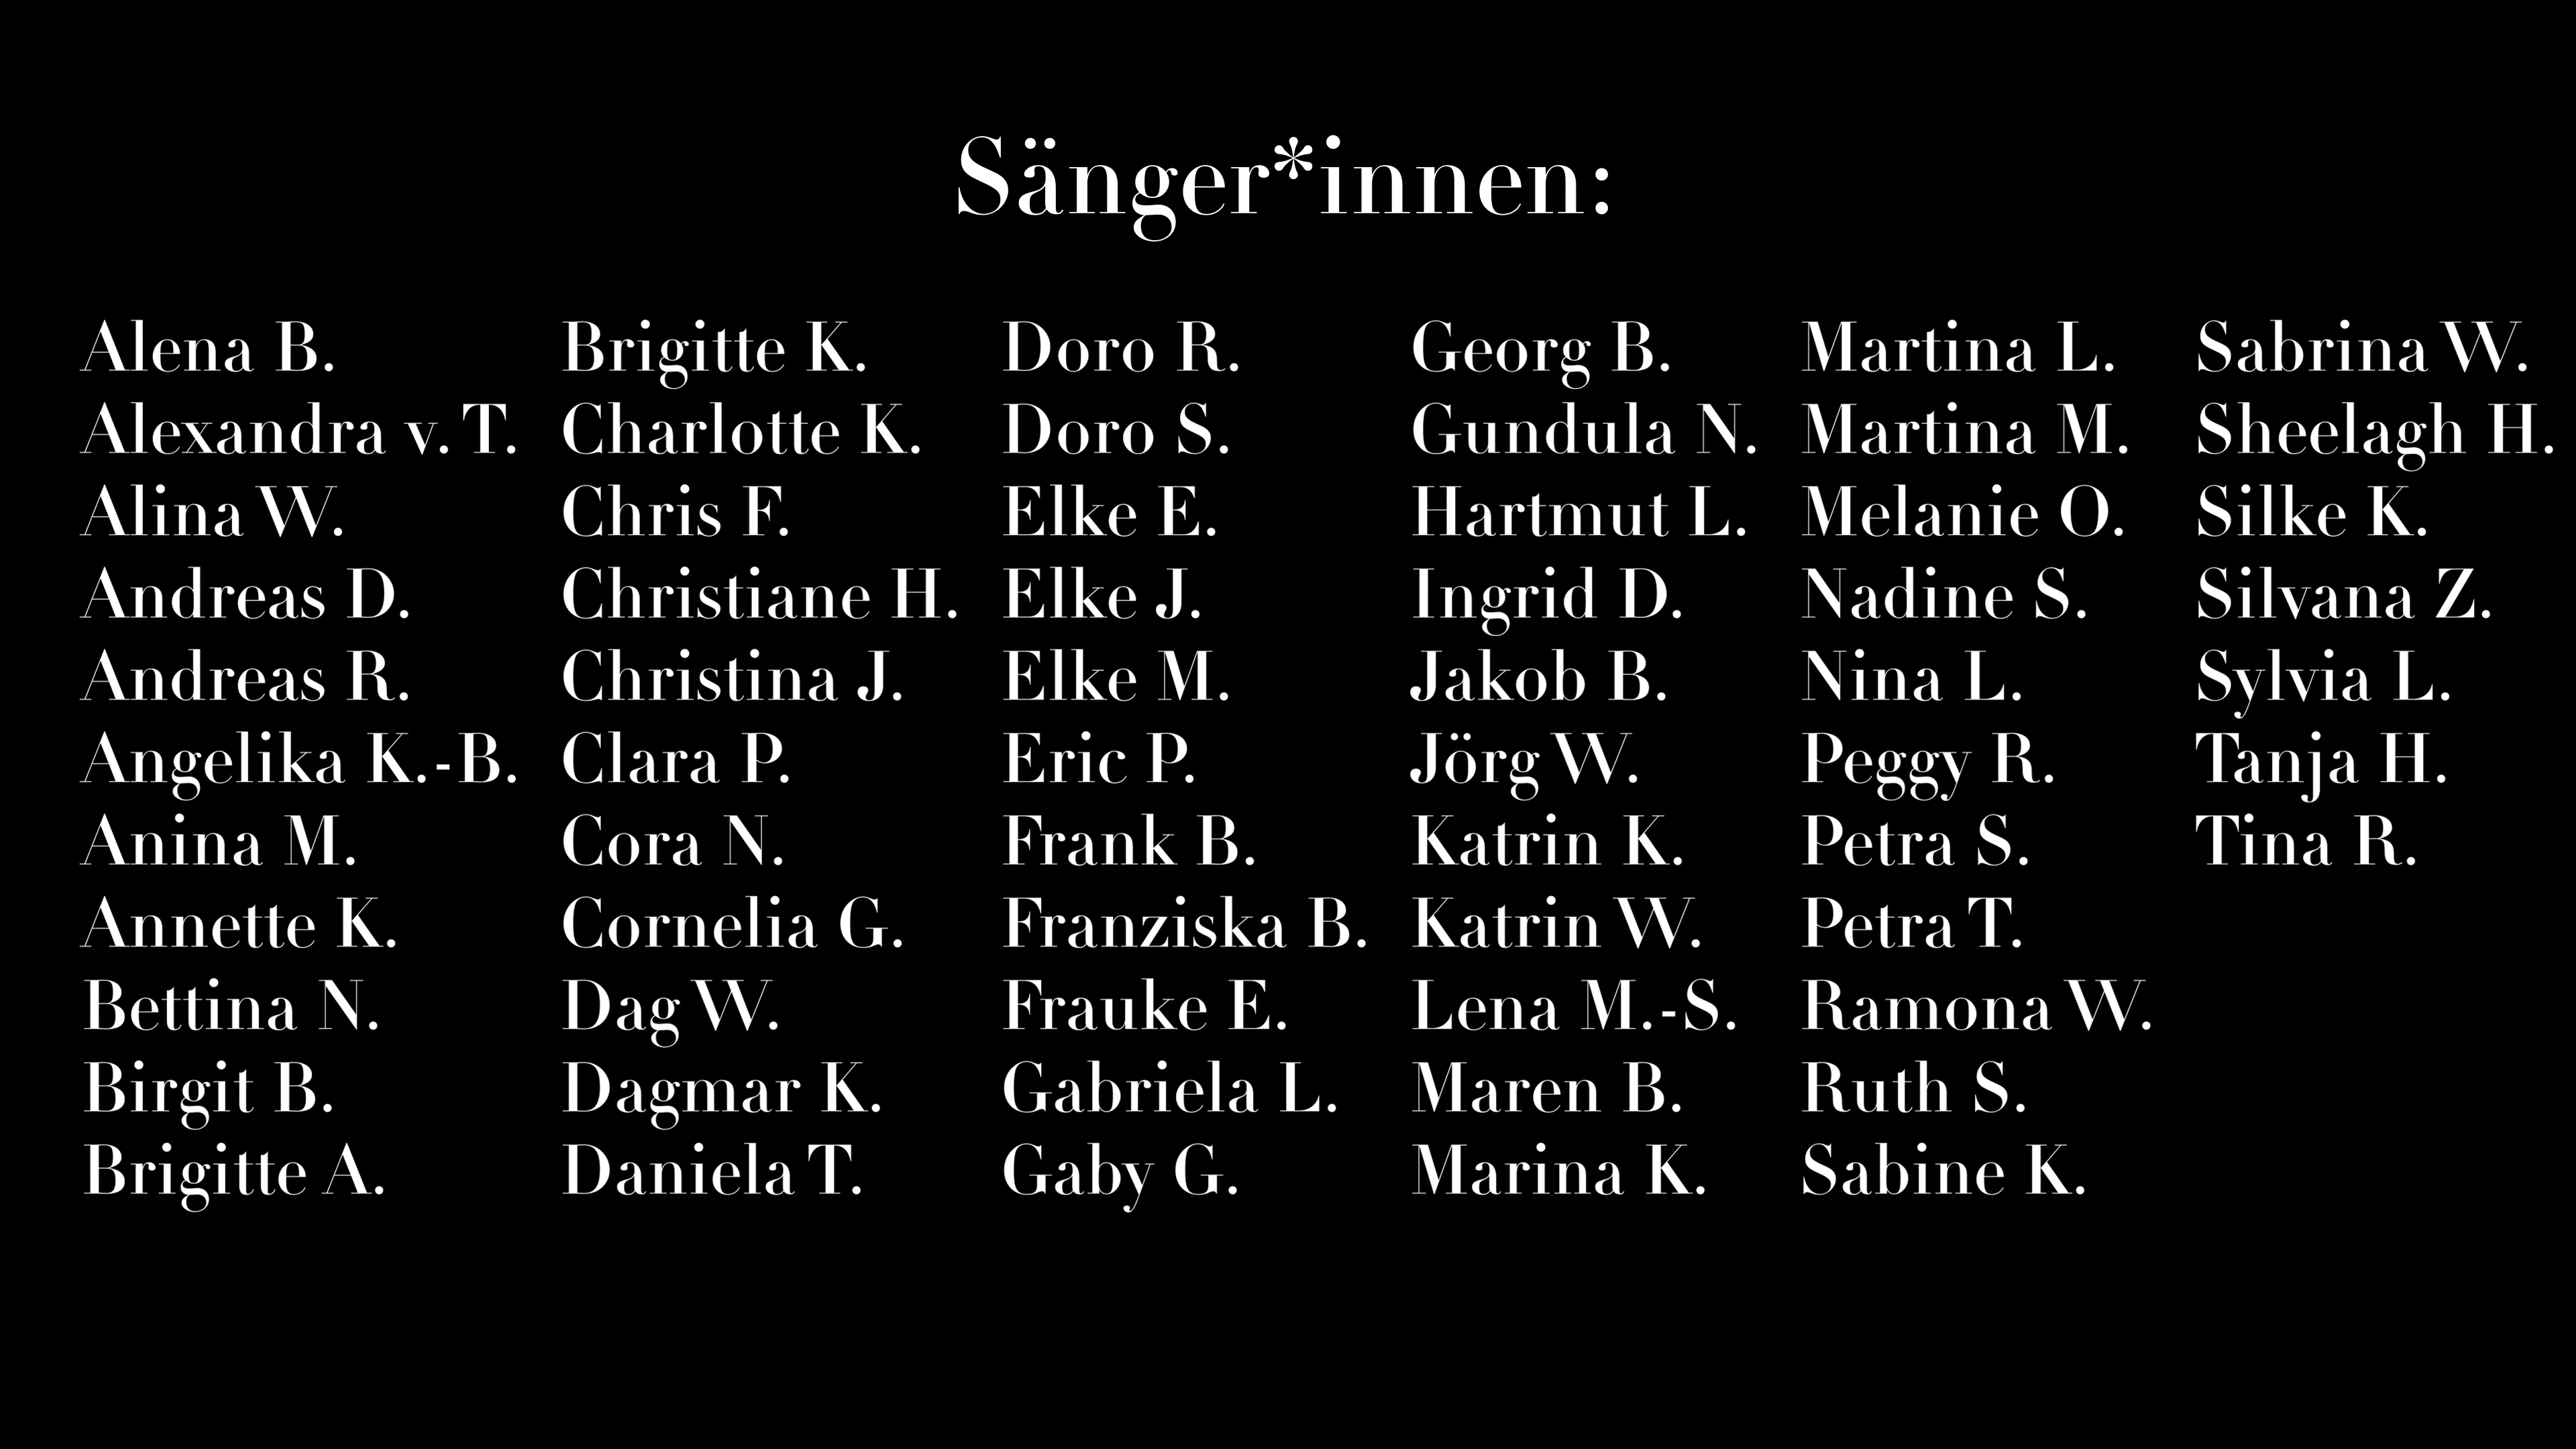 Sänger*innen:
Alena B.
Alexandra v. T.
Alina W.
Andreas D.
Andreas R.
Angelika K.-B.
Anina M.
Annette K.
Bettina N.
Birgit B.
Brigitte A.
Brigitte K.
Charlotte K.
Chris F.
Christiane H.
Christina J.
Clara P.
Cora N.
Cornelia G.
Dag W.
Dagmar K.
Daniela T.
Doro R.
Doro S.
Elke E.
Elke J.
Elke M.
Eric P.
Frank B.
Franziska B.
Frauke E.
Gabriela L.
Gaby G.
Georg B.
Gundula N.
Hartmut L.
Ingrid D.
Jakob B.
Jörg W.
Katrin K.
Katrin W.
Lena M.-S.
Maren B.
Marina K.
Martina L.
Martina M.
Melanie O.
Nadine S.
Nina L.
Peggy R.
Petra S.
Petra T.
Ramona W.
Ruth S.
Sabine K.
Sabrina W.
Sheelagh H.
Silke K.
Silvana Z.
Sylvia L.
Tanja H.
Tina R.